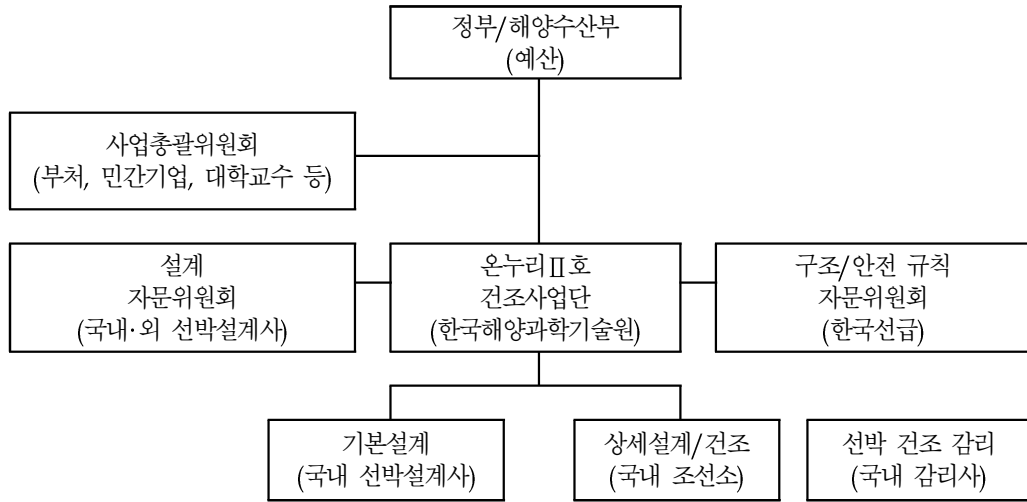 정부/해양수산부
(예산)
사업총괄위원회
(부처, 민간기업, 대학교수 등)
설계
자문위원회
(국내·외 선박설계사)
온누리Ⅱ호
건조사업단
(한국해양과학기술원)
구조/안전 규칙
자문위원회
(한국선급)
기본설계
(국내 선박설계사)
상세설계/건조
(국내 조선소)
선박 건조 감리
(국내 감리사)